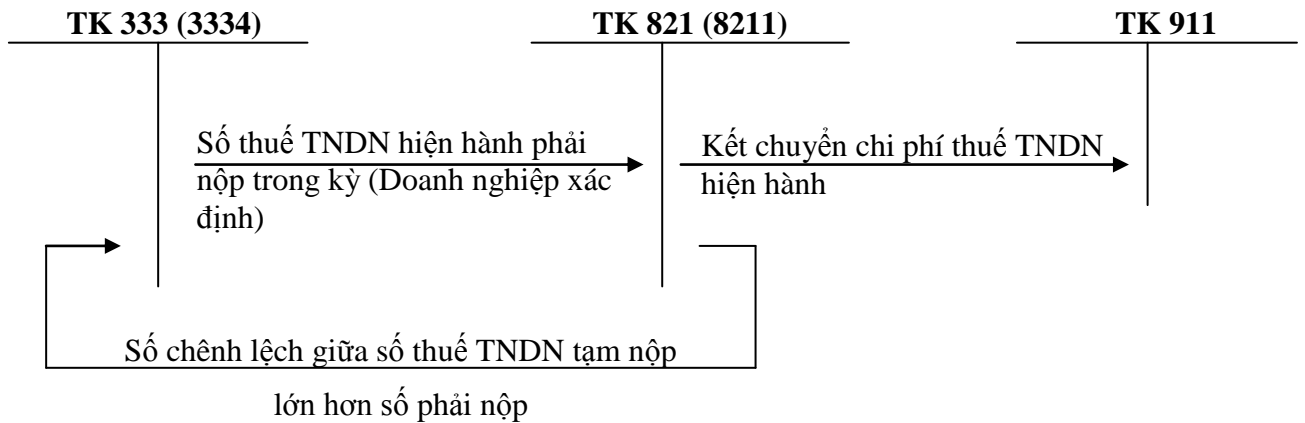 TK 333 (3334)
TK 821 (8211)
TK 911
Số thuế TNDN hiện hành phải
nộp trong kỳ (Doanh nghiệp xác
định)
Kết chuyển chi phí thuế TNDN
hiện hành
Số chênh lệch giữa số thuế TNDN tạm nộp
lớn hơn số phải nộp